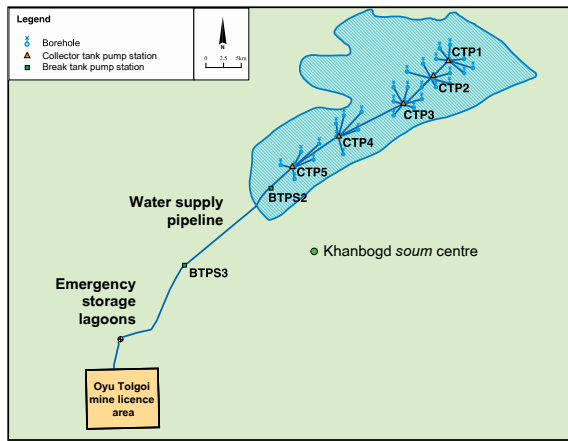 Legend
Borehole
Collector tank pump station
Break tank pump station
N
0 2.5 5km
CTP1
CTP2
CTP3
CTP4
CTP5
BTPS2
Water supply
pipeline
Khanbogd soum centre
BTPS3
Emergency
storage
lagoons
Oyu Tolgoi
mine licence
area